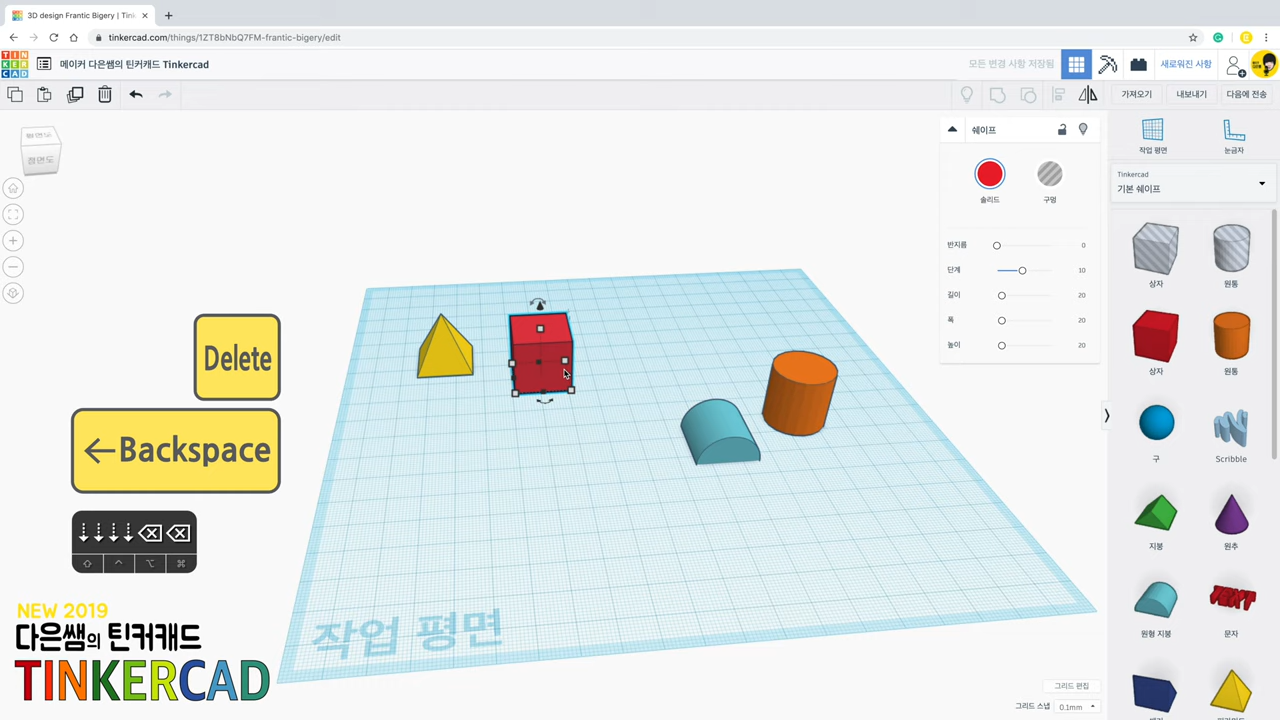 3D design Frantic Bigery | Tink
tinkercad.com/things/1ZT8bNbQ7FM-frantic-bigery/edit
TIN
KER
CAD
메이커 다은쌤의 틴커캐드 Tinkercad
모든 변경 사항 저장됨
새로워진 사항
가져오기
내보내기
다음에 전송
평면도
정면도
쉐이프
솔리드
구멍
반지름 0
단계 10
길이 20
폭 20
높이 20
작업 평면
눈금자
Tinkercad
기본 쉐이프
상자
원통
상자
원통
구
Scribble
지붕
원추
원형 지붕
문자
Delete
←Backspace
NEW 2019
다은쌤의 틴커캐드
TINKERCAD
작업 평면
그리드 편집
그리드 스냅 0.1mm